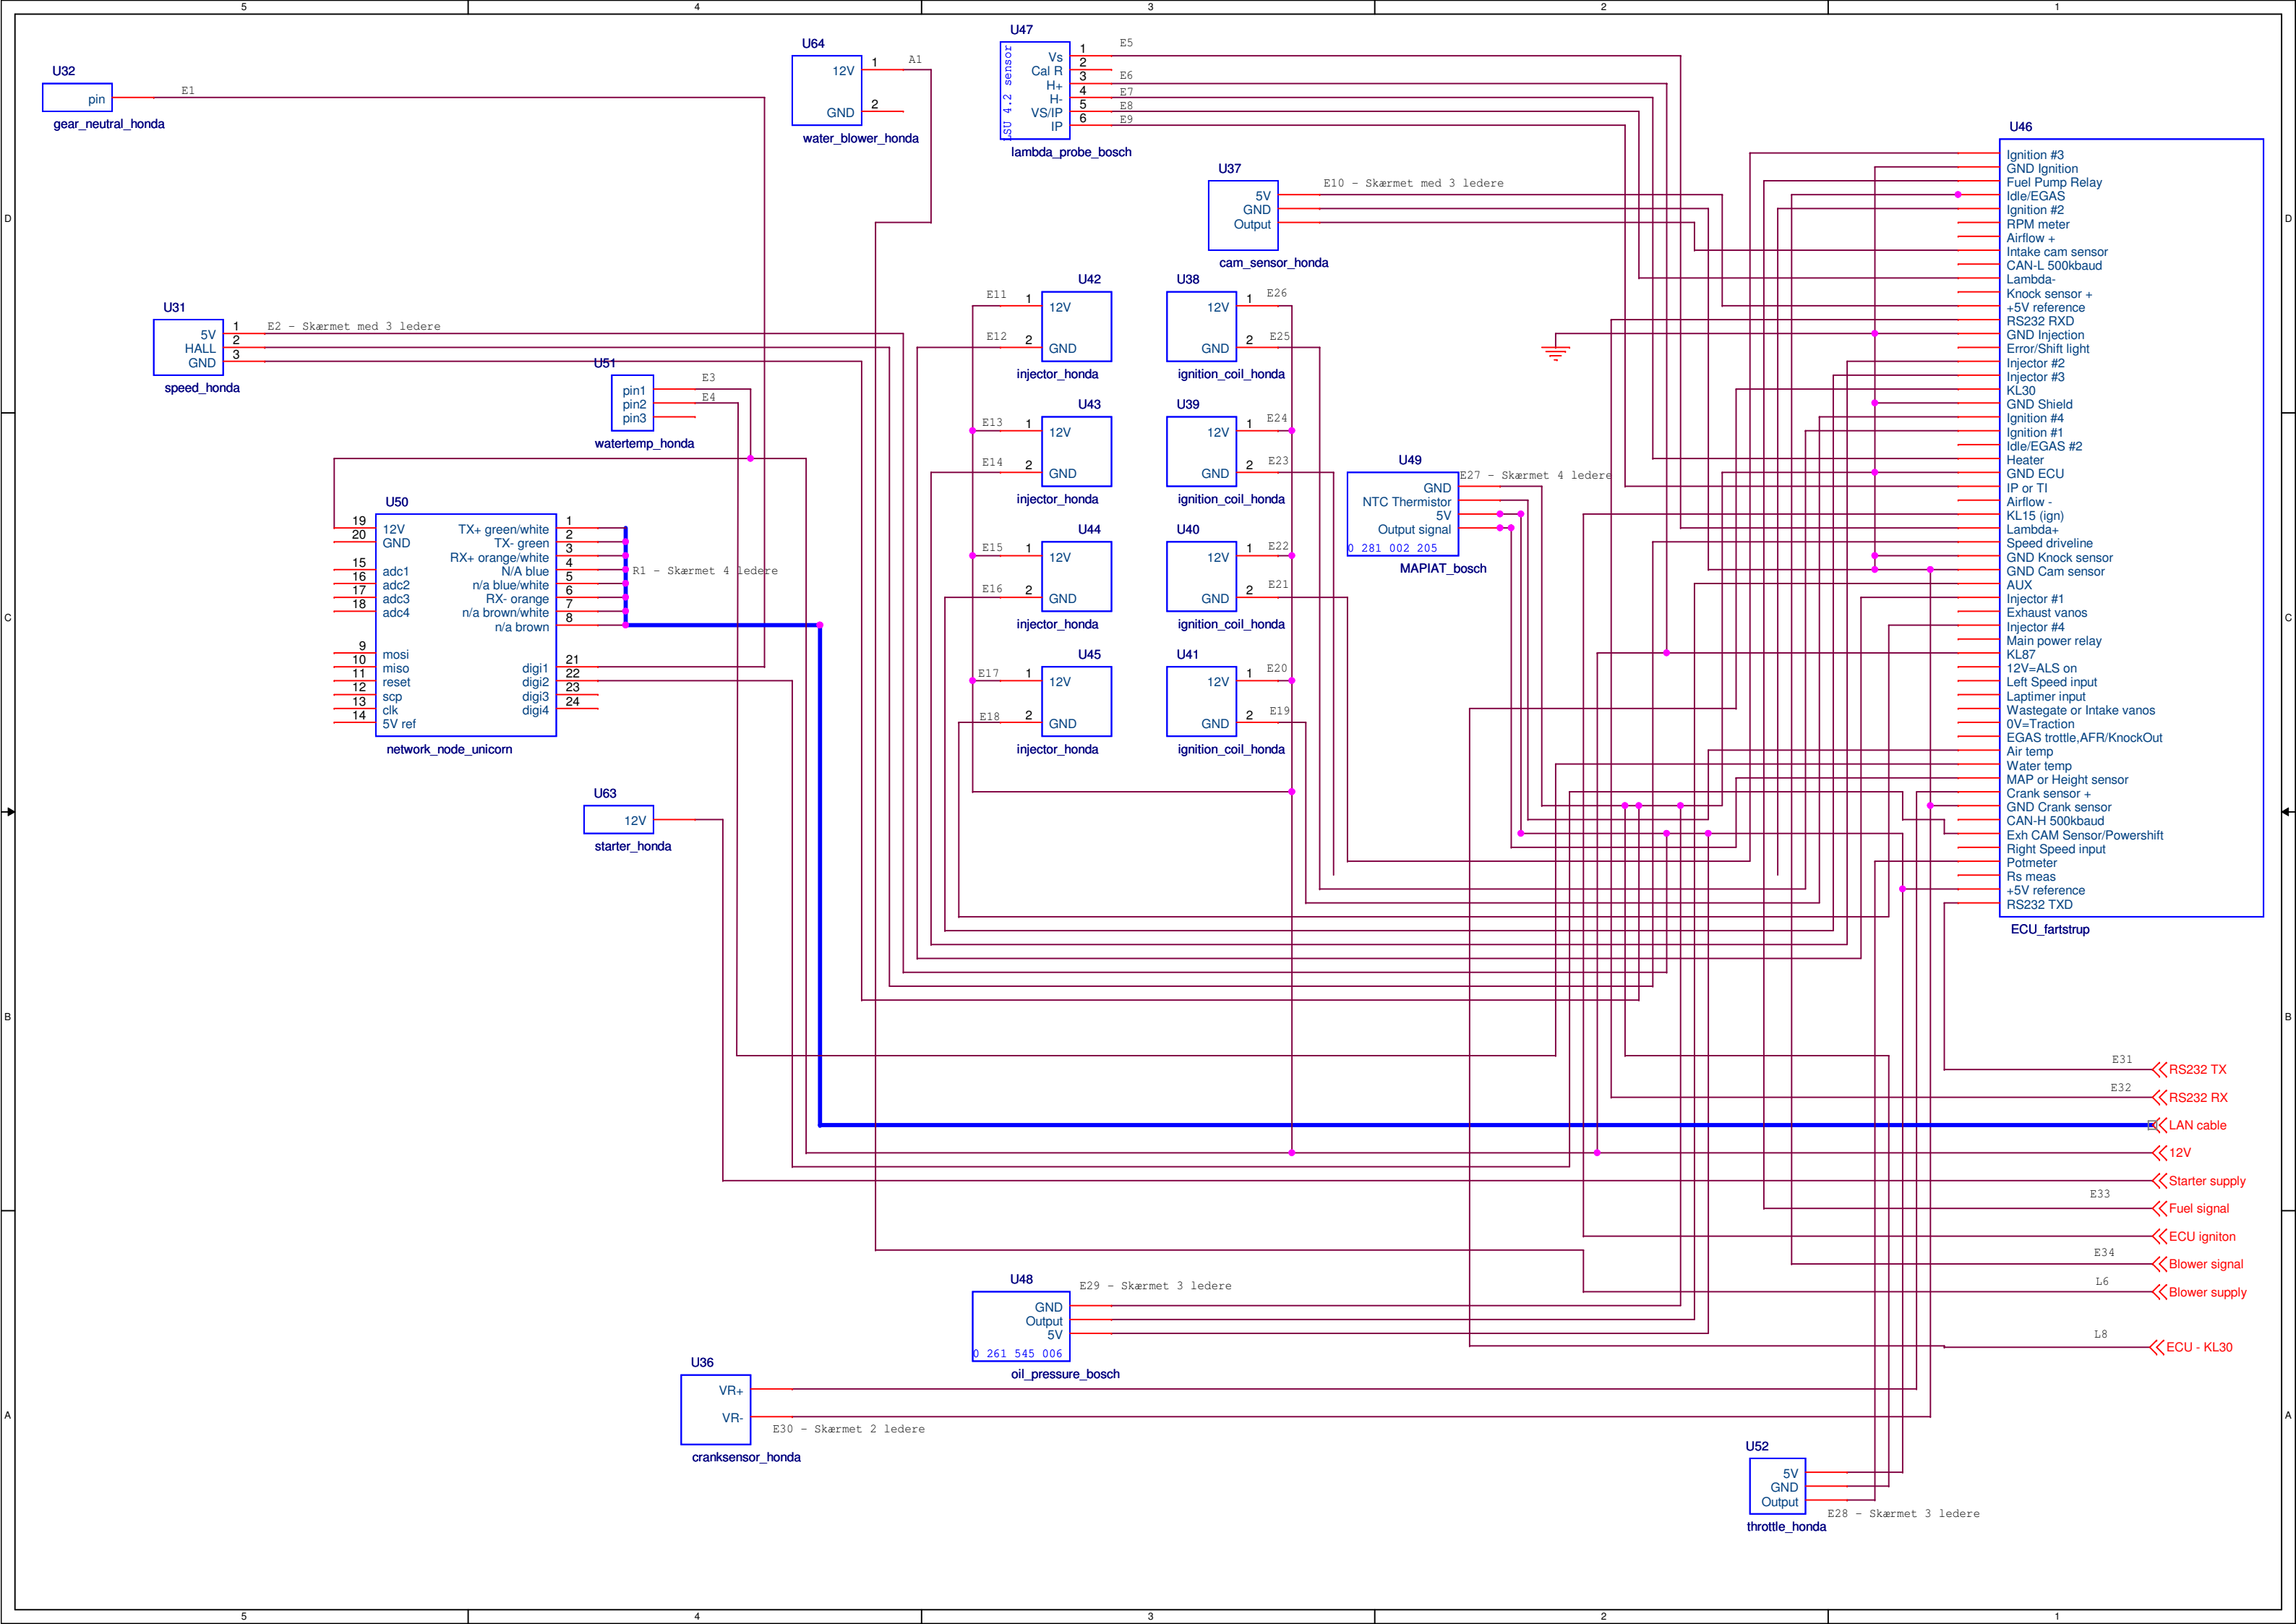 5 4 3 2 1
D
C
B
A
U32
pin
gear_neutral_honda
E1
U64
12V 1
GND 2
water_blower_honda
A1
U47
LSU 4.2 sensor
Vs 1
Cal R 2
H+ 3
H- 4
VS/IP 5
IP 6
lambda_probe_bosch
E5
E6
E7
E8
E9
U37
5V
GND
Output
cam_sensor_honda
E10 - Skærmet med 3 ledere
U31
5V 1
HALL 2
GND 3
speed_honda
E2 - Skærmet med 3 ledere
U51
pin1
pin2
pin3
watertemp_honda
E3
E4
U42
E11 1 12V
E12 2 GND
injector_honda
U43
E13 1 12V
E14 2 GND
injector_honda
U44
E15 1 12V
E16 2 GND
injector_honda
U45
E17 1 12V
E18 2 GND
injector_honda
U38
12V 1 E26
GND 2 E25
ignition_coil_honda
U39
12V 1 E24
GND 2 E23
ignition_coil_honda
U40
12V 1 E22
GND 2 E21
ignition_coil_honda
U41
12V 1 E20
GND 2 E19
ignition_coil_honda
U49
GND
NTC Thermistor
5V
Output signal
0 281 002 205
MAPIAT_bosch
E27 - Skærmet 4 ledere
U50
19 12V
20 GND
15 adc1
16 adc2
17 adc3
18 adc4
9 mosi
10 miso
11 reset
12 scp
13 clk
14 5V ref
TX+ green/white 1
TX- green 2
RX+ orange/white 3
N/A blue 4
n/a blue/white 5
RX- orange 6
n/a brown/white 7
n/a brown 8
digi1 21
digi2 22
digi3 23
digi4 24
network_node_unicorn
R1 - Skærmet 4 ledere
U63
12V
starter_honda
U46
Ignition #3
GND Ignition
Fuel Pump Relay
Idle/EGAS
Ignition #2
RPM meter
Airflow +
Intake cam sensor
CAN-L 500kbaud
Lambda-
Knock sensor +
+5V reference
RS232 RXD
GND Injection
Error/Shift light
Injector #2
Injector #3
KL30
GND Shield
Ignition #4
Ignition #1
Idle/EGAS #2
Heater
GND ECU
IP or TI
Airflow -
KL15 (ign)
Lambda+
Speed driveline
GND Knock sensor
GND Cam sensor
AUX
Injector #1
Exhaust vanos
Injector #4
Main power relay
KL87
12V=ALS on
Left Speed input
Laptimer input
Wastegate or Intake vanos
0V=Traction
EGAS trottle,AFR/KnockOut
Air temp
Water temp
MAP or Height sensor
Crank sensor +
GND Crank sensor
CAN-H 500kbaud
Exh CAM Sensor/Powershift
Right Speed input
Potmeter
Rs meas
+5V reference
RS232 TXD
ECU_fartstrup
E31 RS232 TX
E32 RS232 RX
LAN cable
12V
Starter supply
E33 Fuel signal
ECU igniton
E34 Blower signal
L6 Blower supply
L8 ECU - KL30
U48
GND
Output
5V
0 261 545 006
oil_pressure_bosch
E29 - Skærmet 3 ledere
U36
VR+
VR-
cranksensor_honda
E30 - Skærmet 2 ledere
U52
5V
GND
Output
throttle_honda
E28 - Skærmet 3 ledere
D
C
B
A
5 4 3 2 1